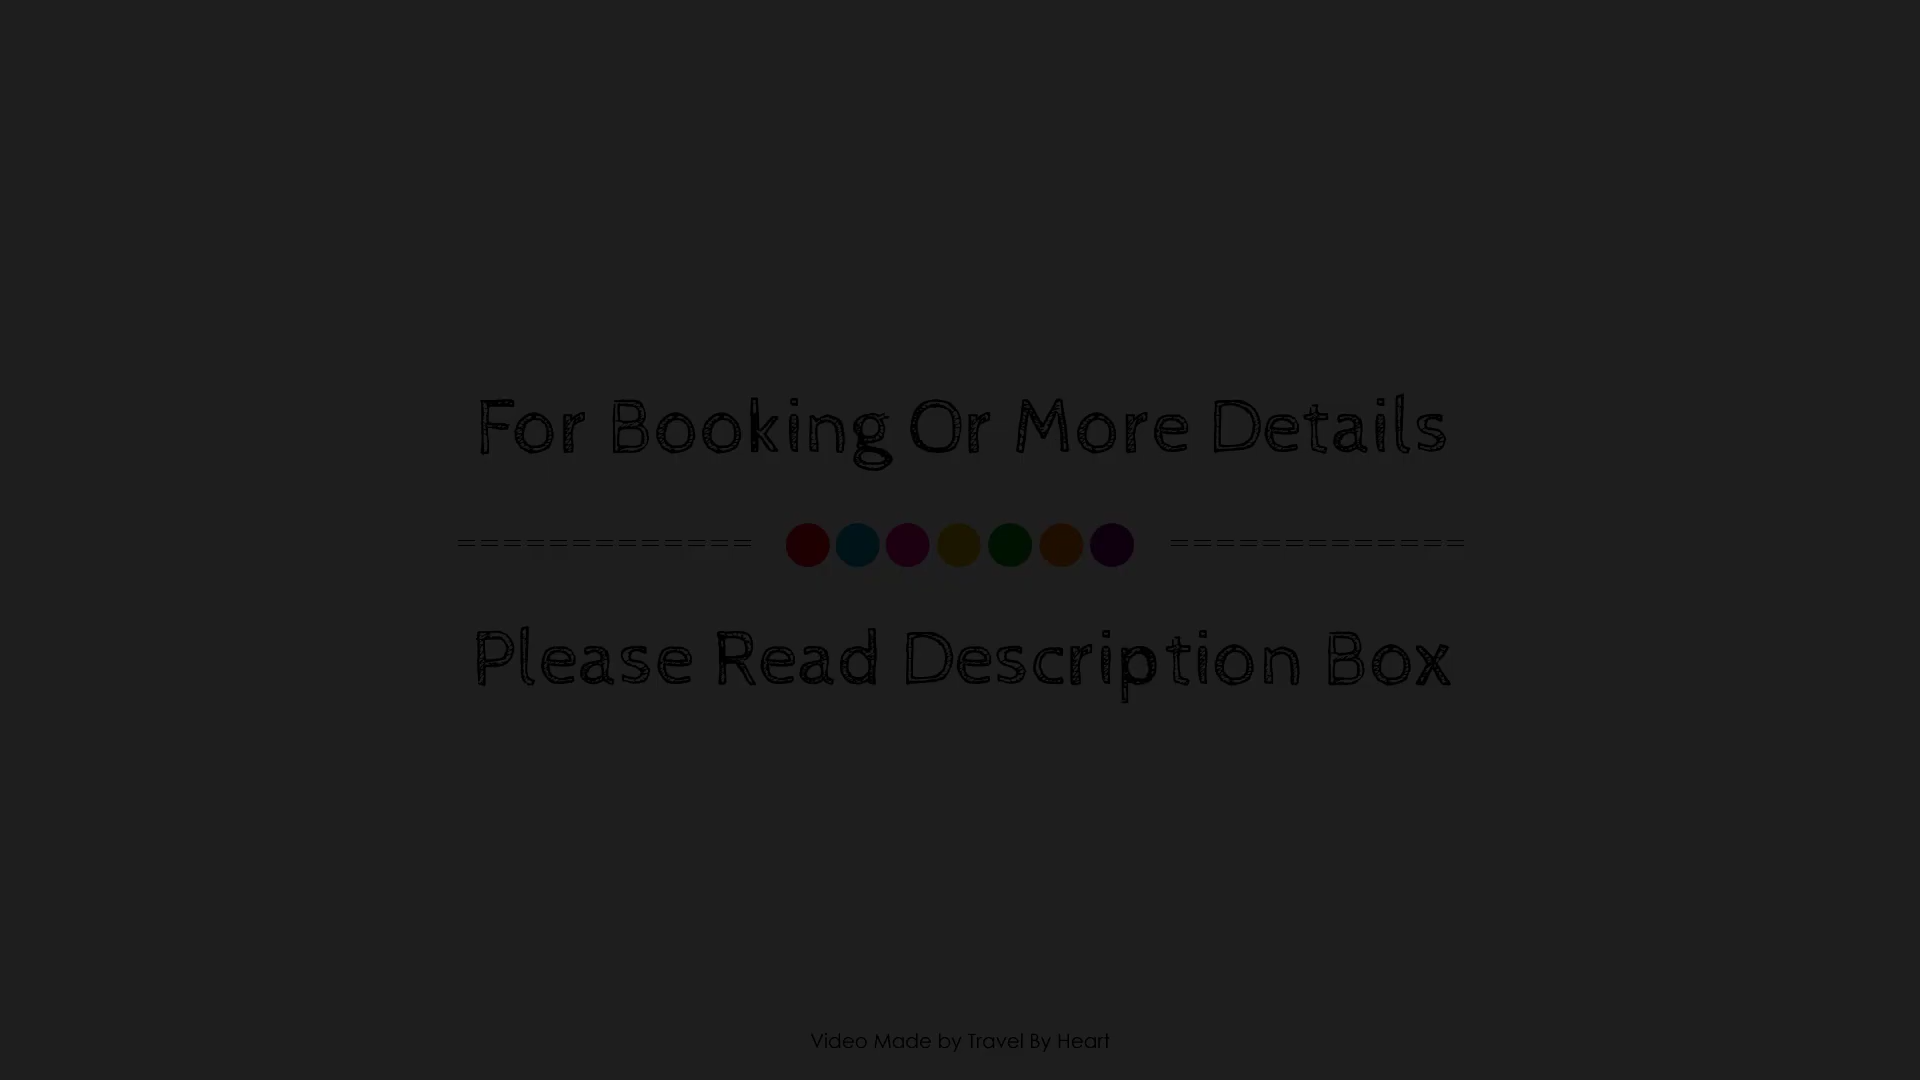 For Booking Or More Details
============= =============
Please Read Description Box
Video Made by Travel By Heart